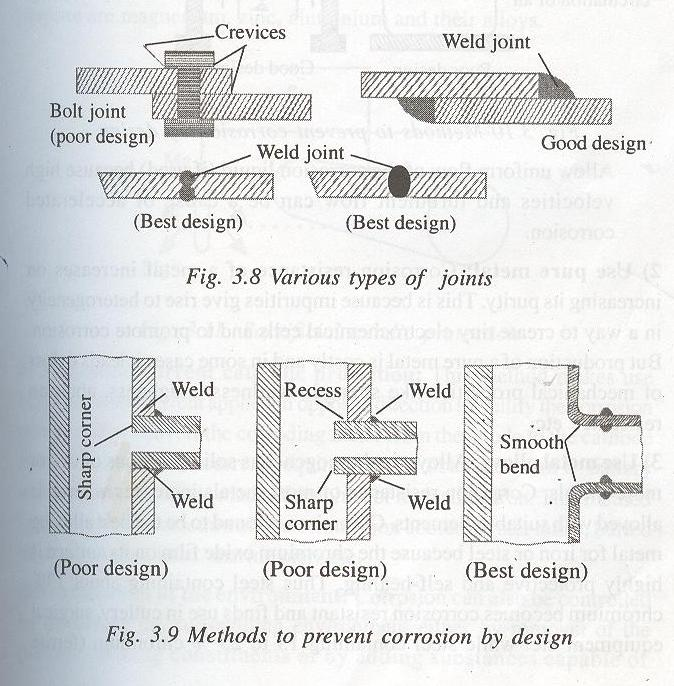 Crevices
Weld joint
Bolt joint
(poor design)
Good design
Weld joint
(Best design)
(Best design)
Fig. 3.8 Various types of joints
Sharp corner
Weld
Weld
Recess
Weld
Sharp
corner
Weld
Smooth
bend
(Poor design)
(Poor design)
(Best design)
Fig. 3.9 Methods to prevent corrosion by design